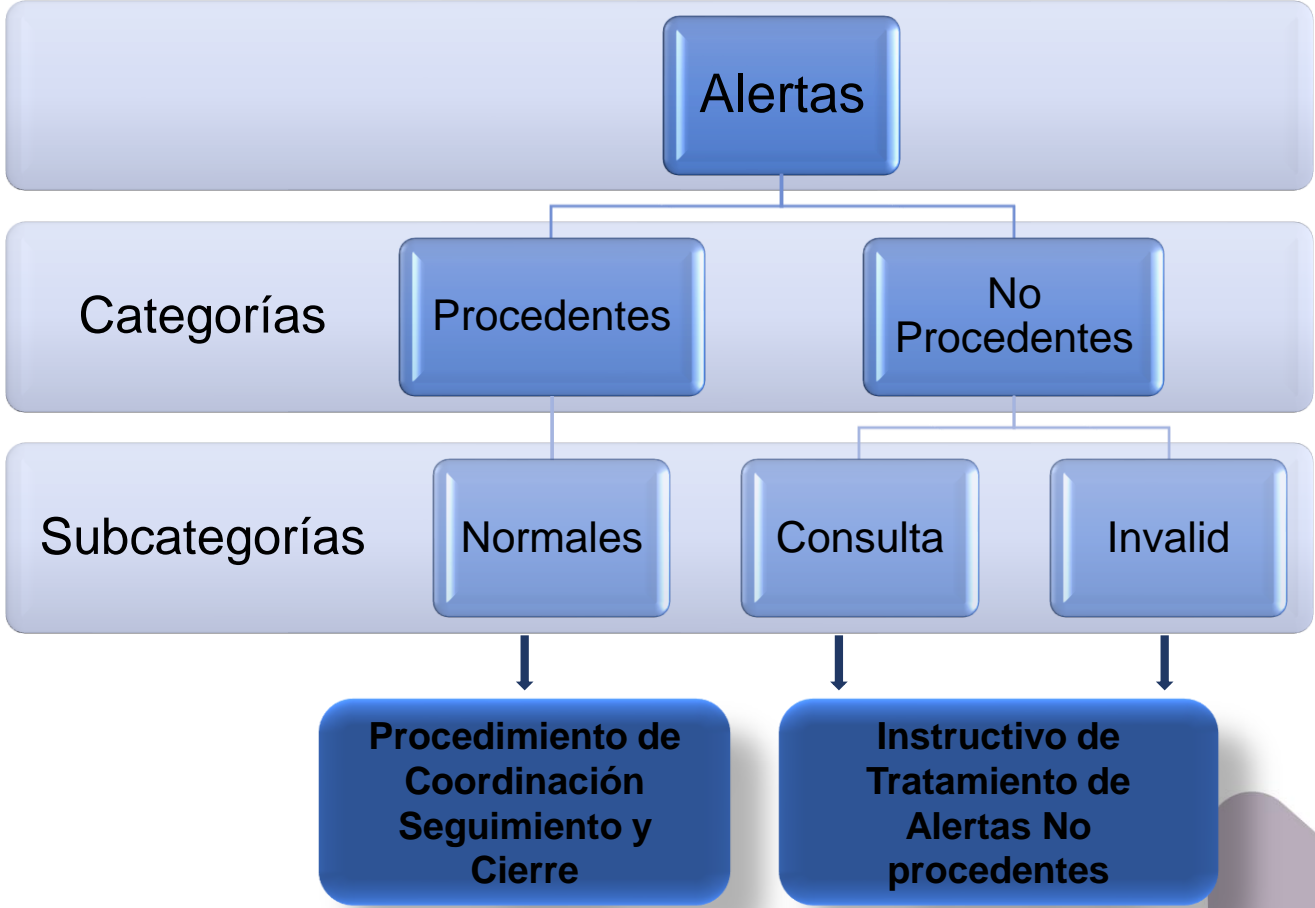 Alertas
Categorías
Procedentes
No
Procedentes
Subcategorías
Normales
Consulta
Invalid
Procedimiento de
Coordinación
Seguimiento y
Cierre
Instructivo de
Tratamiento de
Alertas No
procedentes